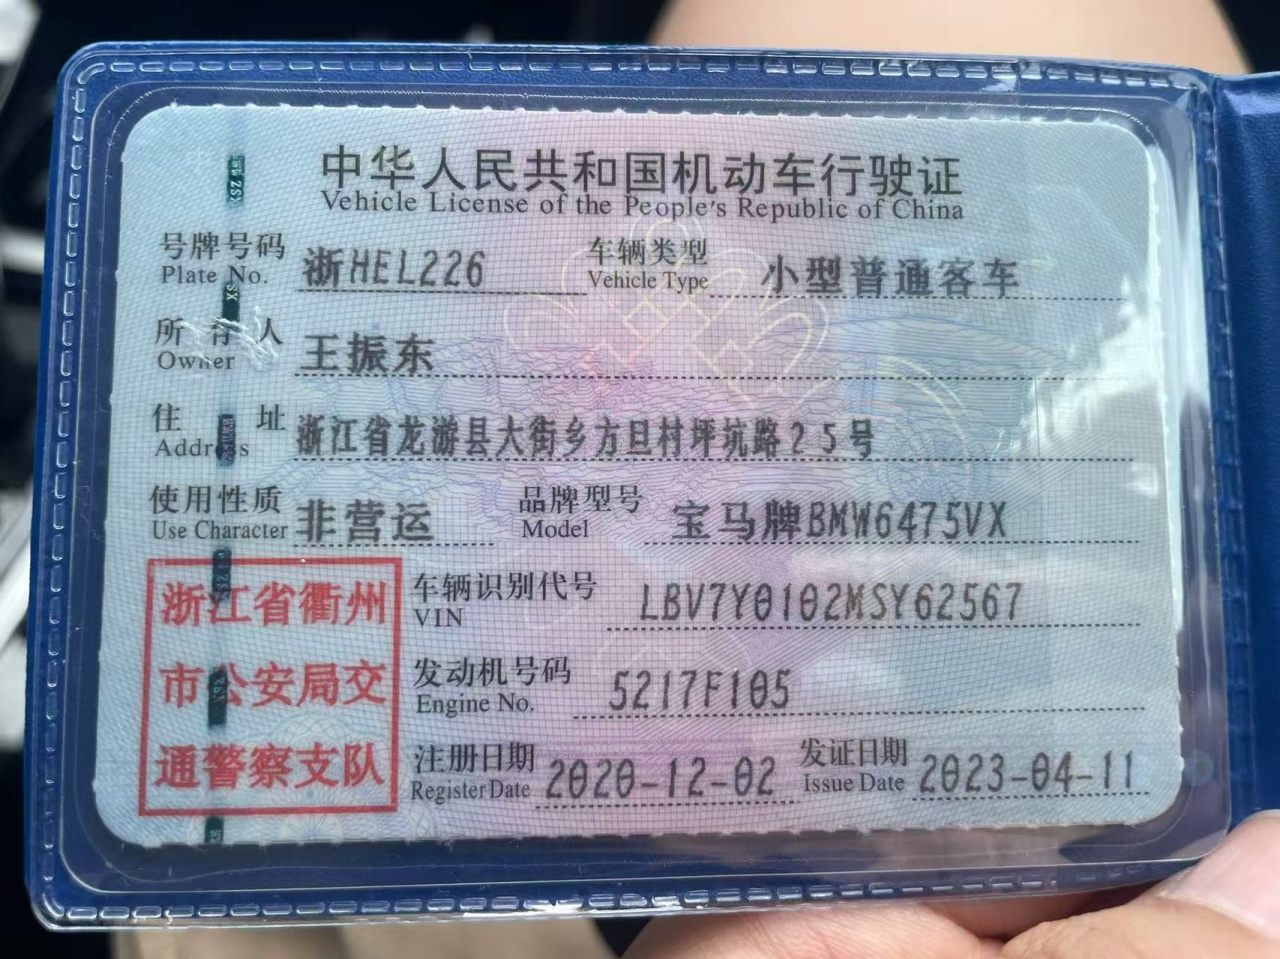 中华人民共和国机动车行驶证
Vehicle License of the People's Republic of China
号牌号码 浙HEL226 车辆类型 小型普通客车
Plate No. Vehicle Type
所有人 王振东
Owner
住址 浙江省龙游县大街乡方旦村坪坑路25号
Address
使用性质 非营运 品牌型号 宝马牌BMW6475VX
Use Character Model
浙江省衢州
市公安局交
通警察支队
车辆识别代号 LBV7Y0102MSY62567
VIN
发动机号码 5217F105
Engine No.
注册日期 2020-12-02 发证日期 2023-04-11
Register Date Issue Date